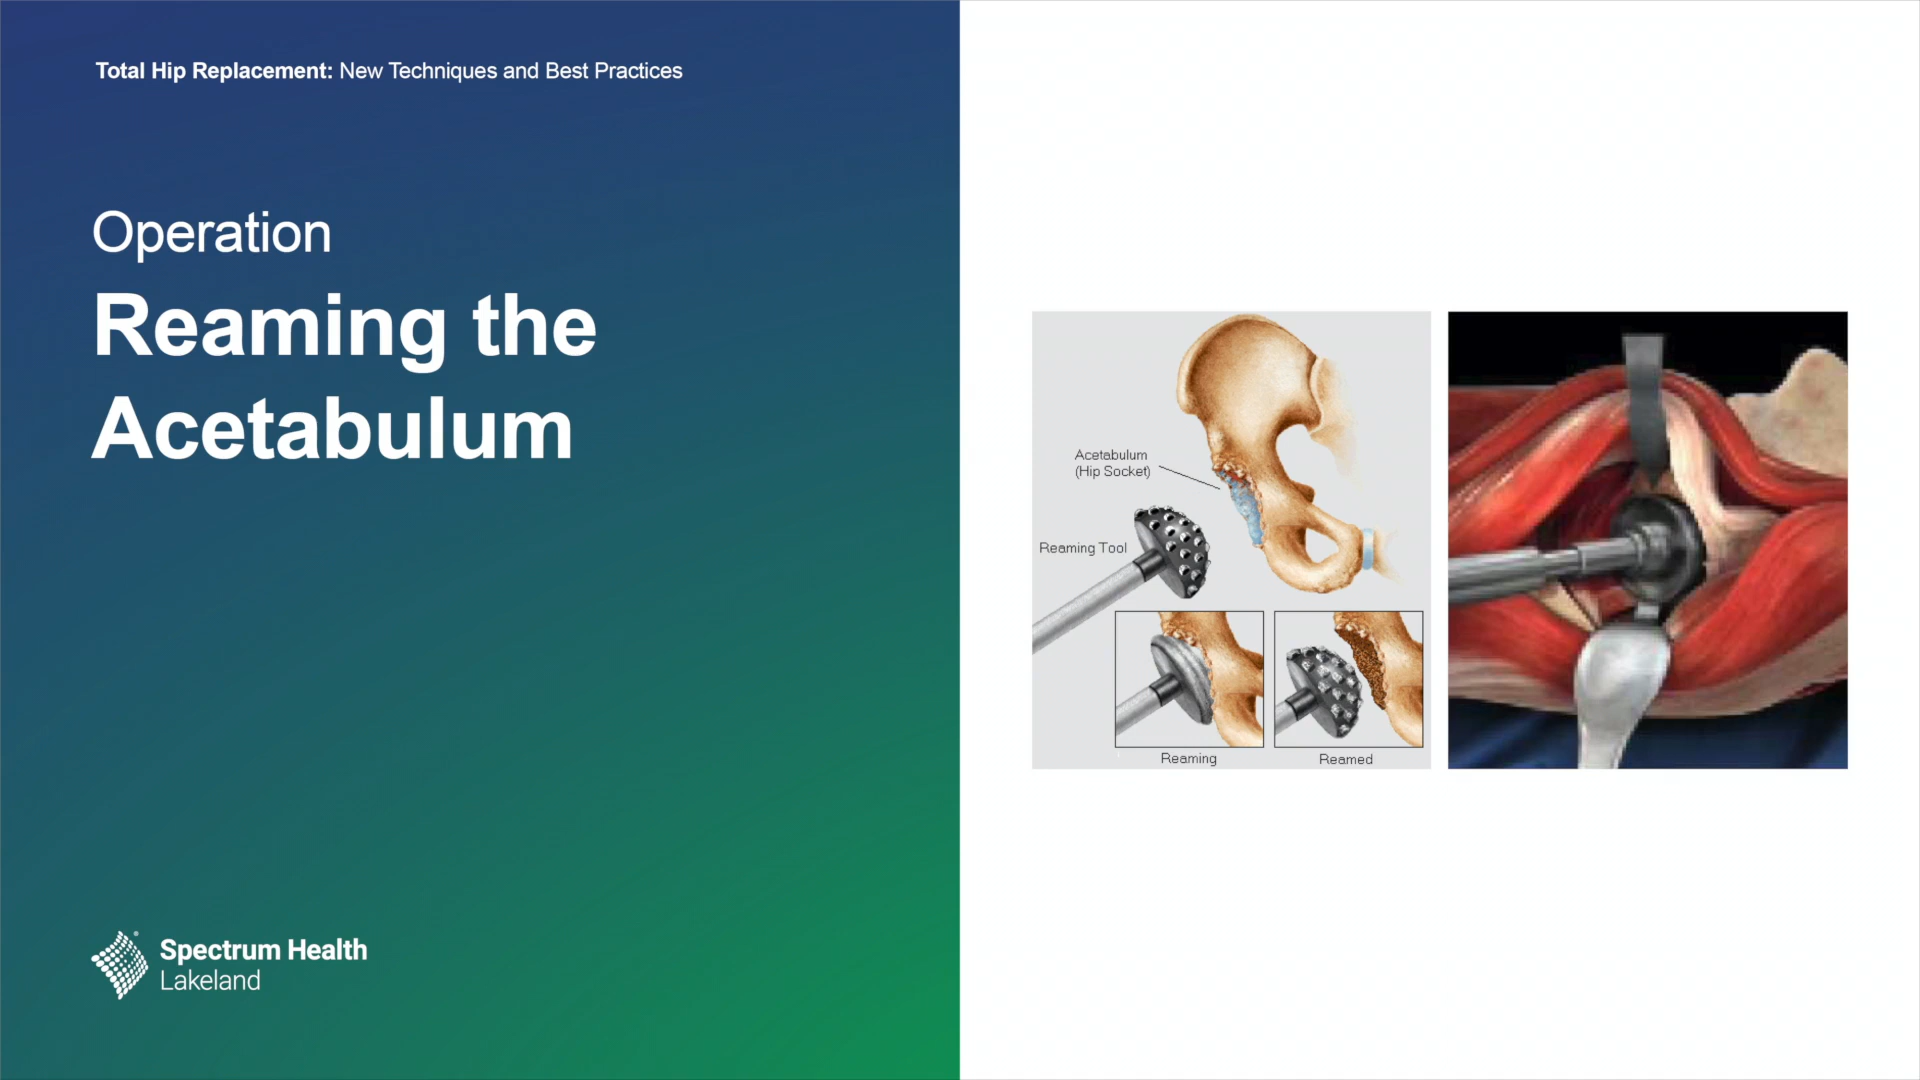 Total Hip Replacement: New Techniques and Best Practices
Operation
Reaming the
Acetabulum
Acetabulum
(Hip Socket)
Reaming Tool
Reaming
Reamed
Spectrum Health
Lakeland